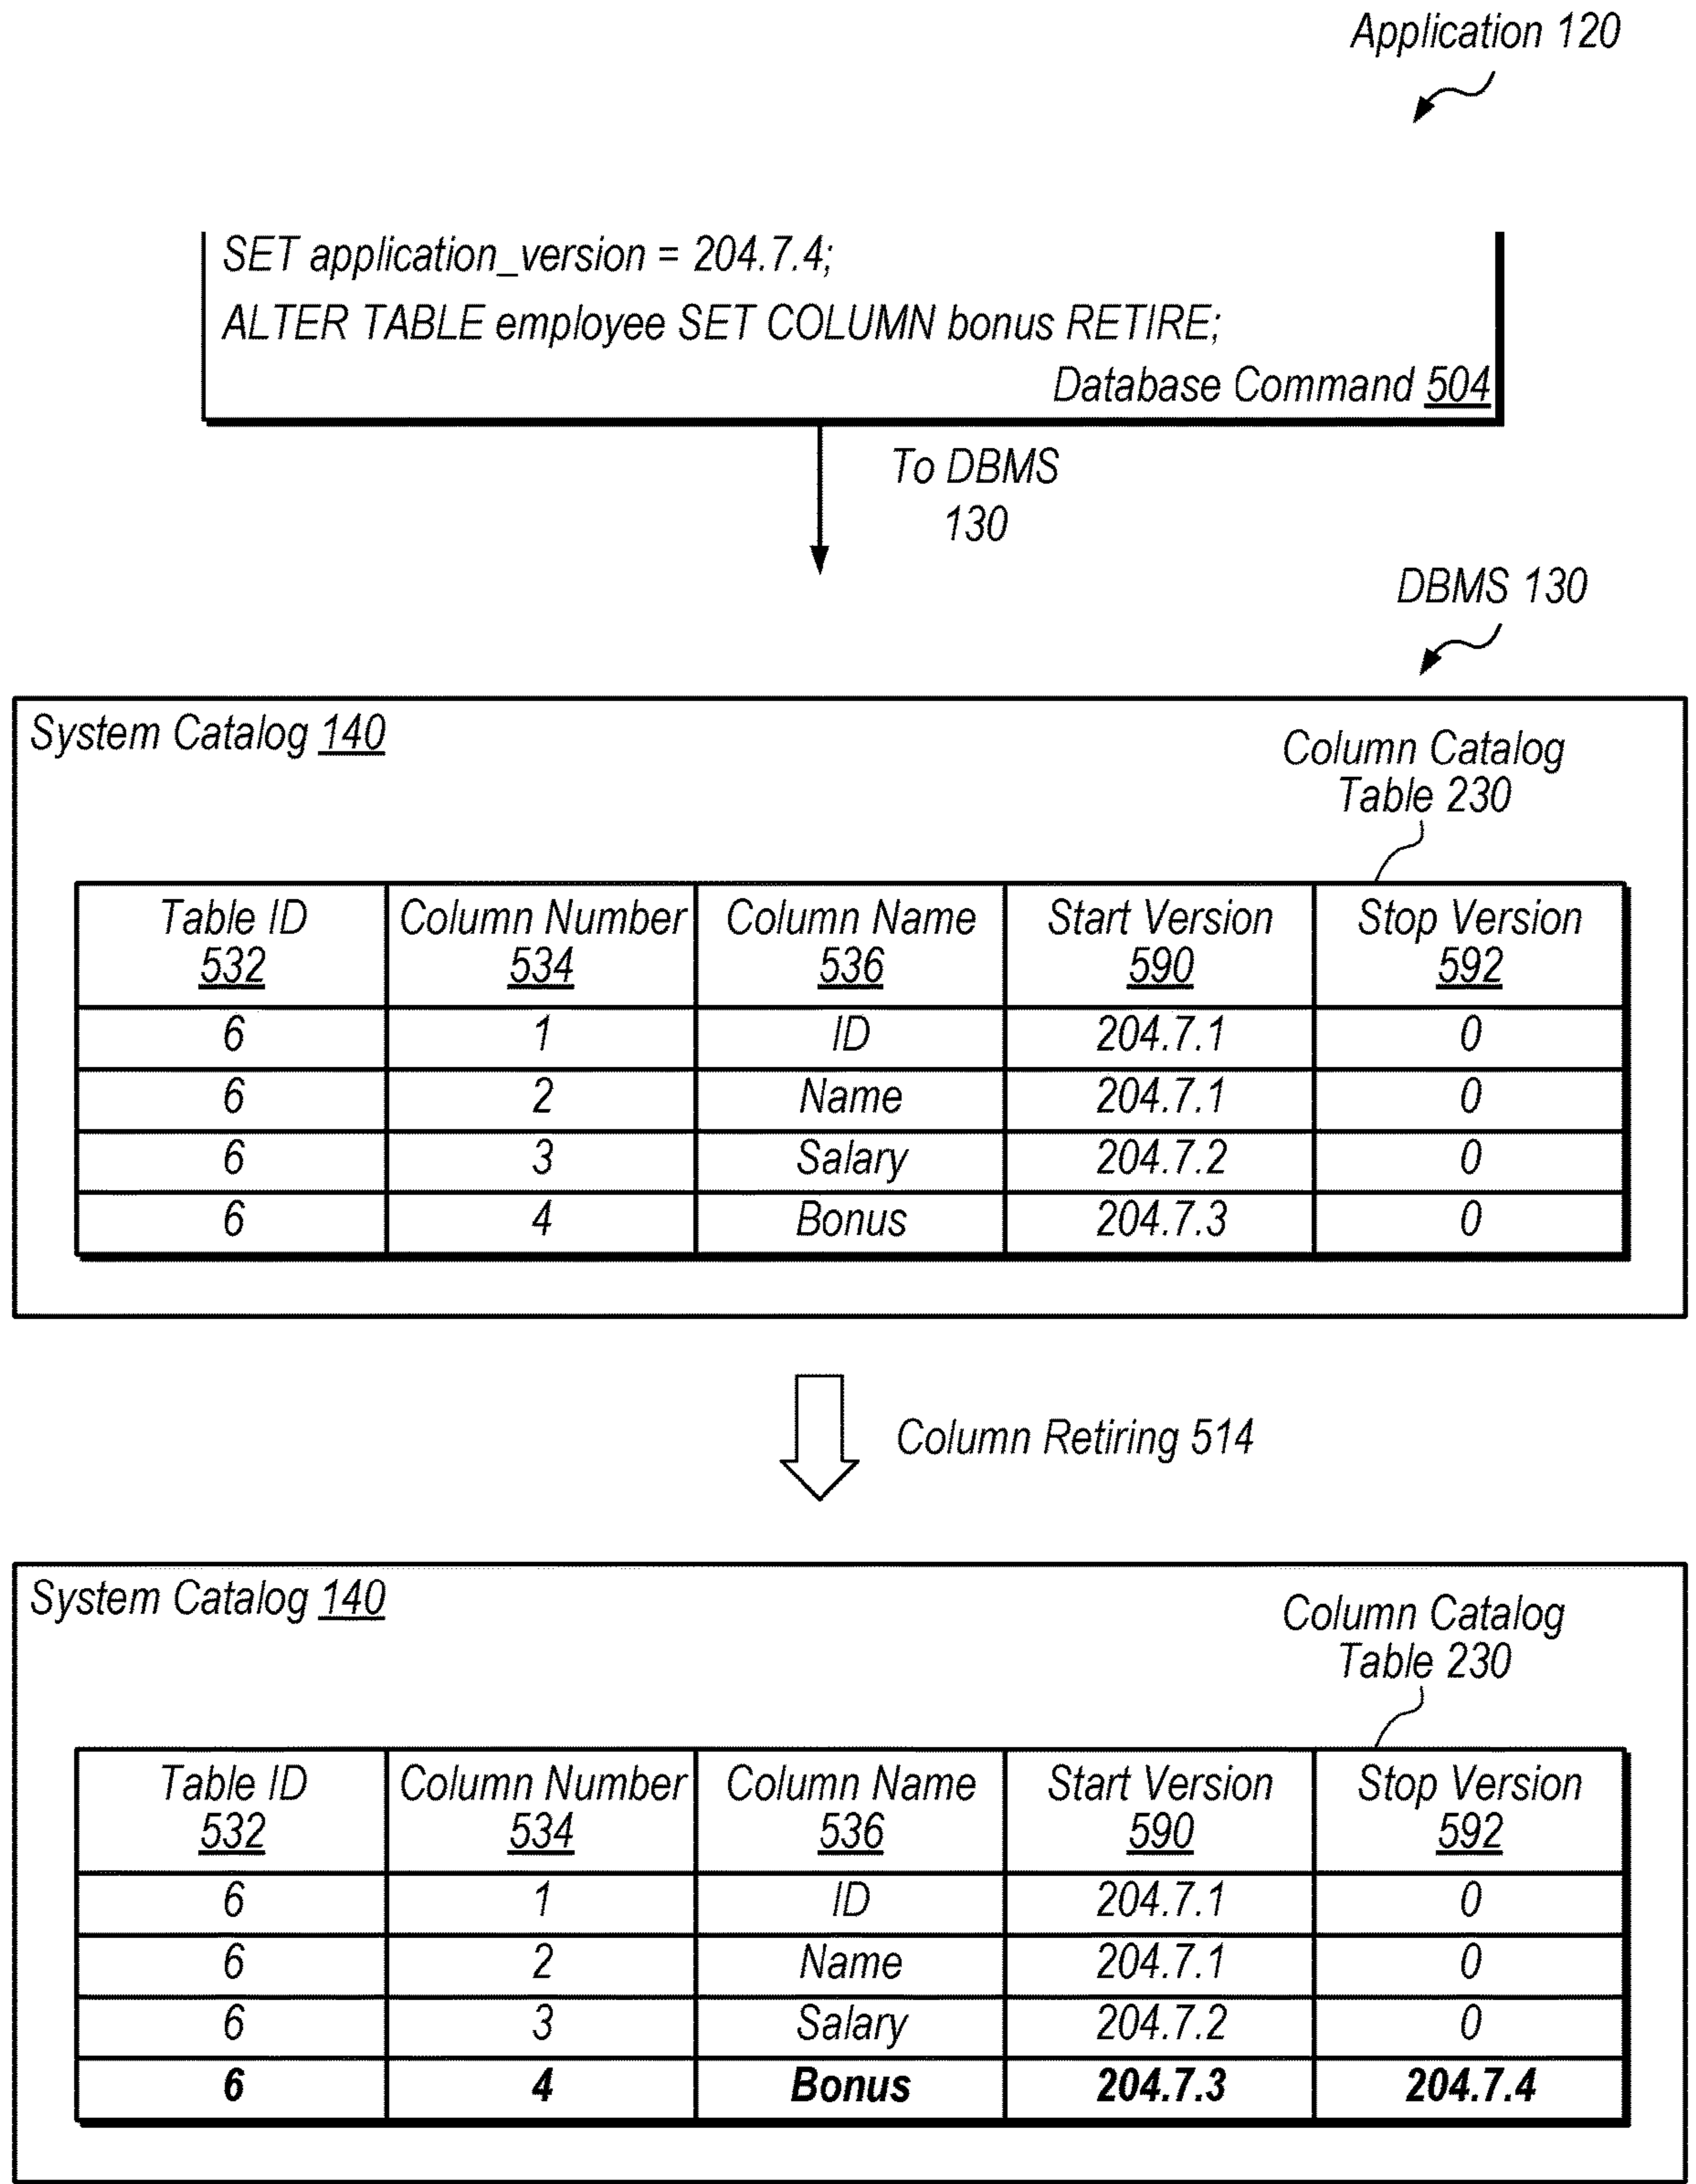 Application 120
SET application_version = 204.7.4;
ALTER TABLE employee SET COLUMN bonus RETIRE;
Database Command 504
To DBMS
130
DBMS 130
System Catalog 140
Column Catalog
Table 230
Table ID Column Number Column Name Start Version Stop Version
532 534 536 590 592
6 1 ID 204.7.1 0
6 2 Name 204.7.1 0
6 3 Salary 204.7.2 0
6 4 Bonus 204.7.3 0
Column Retiring 514
System Catalog 140
Column Catalog
Table 230
Table ID Column Number Column Name Start Version Stop Version
532 534 536 590 592
6 1 ID 204.7.1 0
6 2 Name 204.7.1 0
6 3 Salary 204.7.2 0
6 4 Bonus 204.7.3 204.7.4